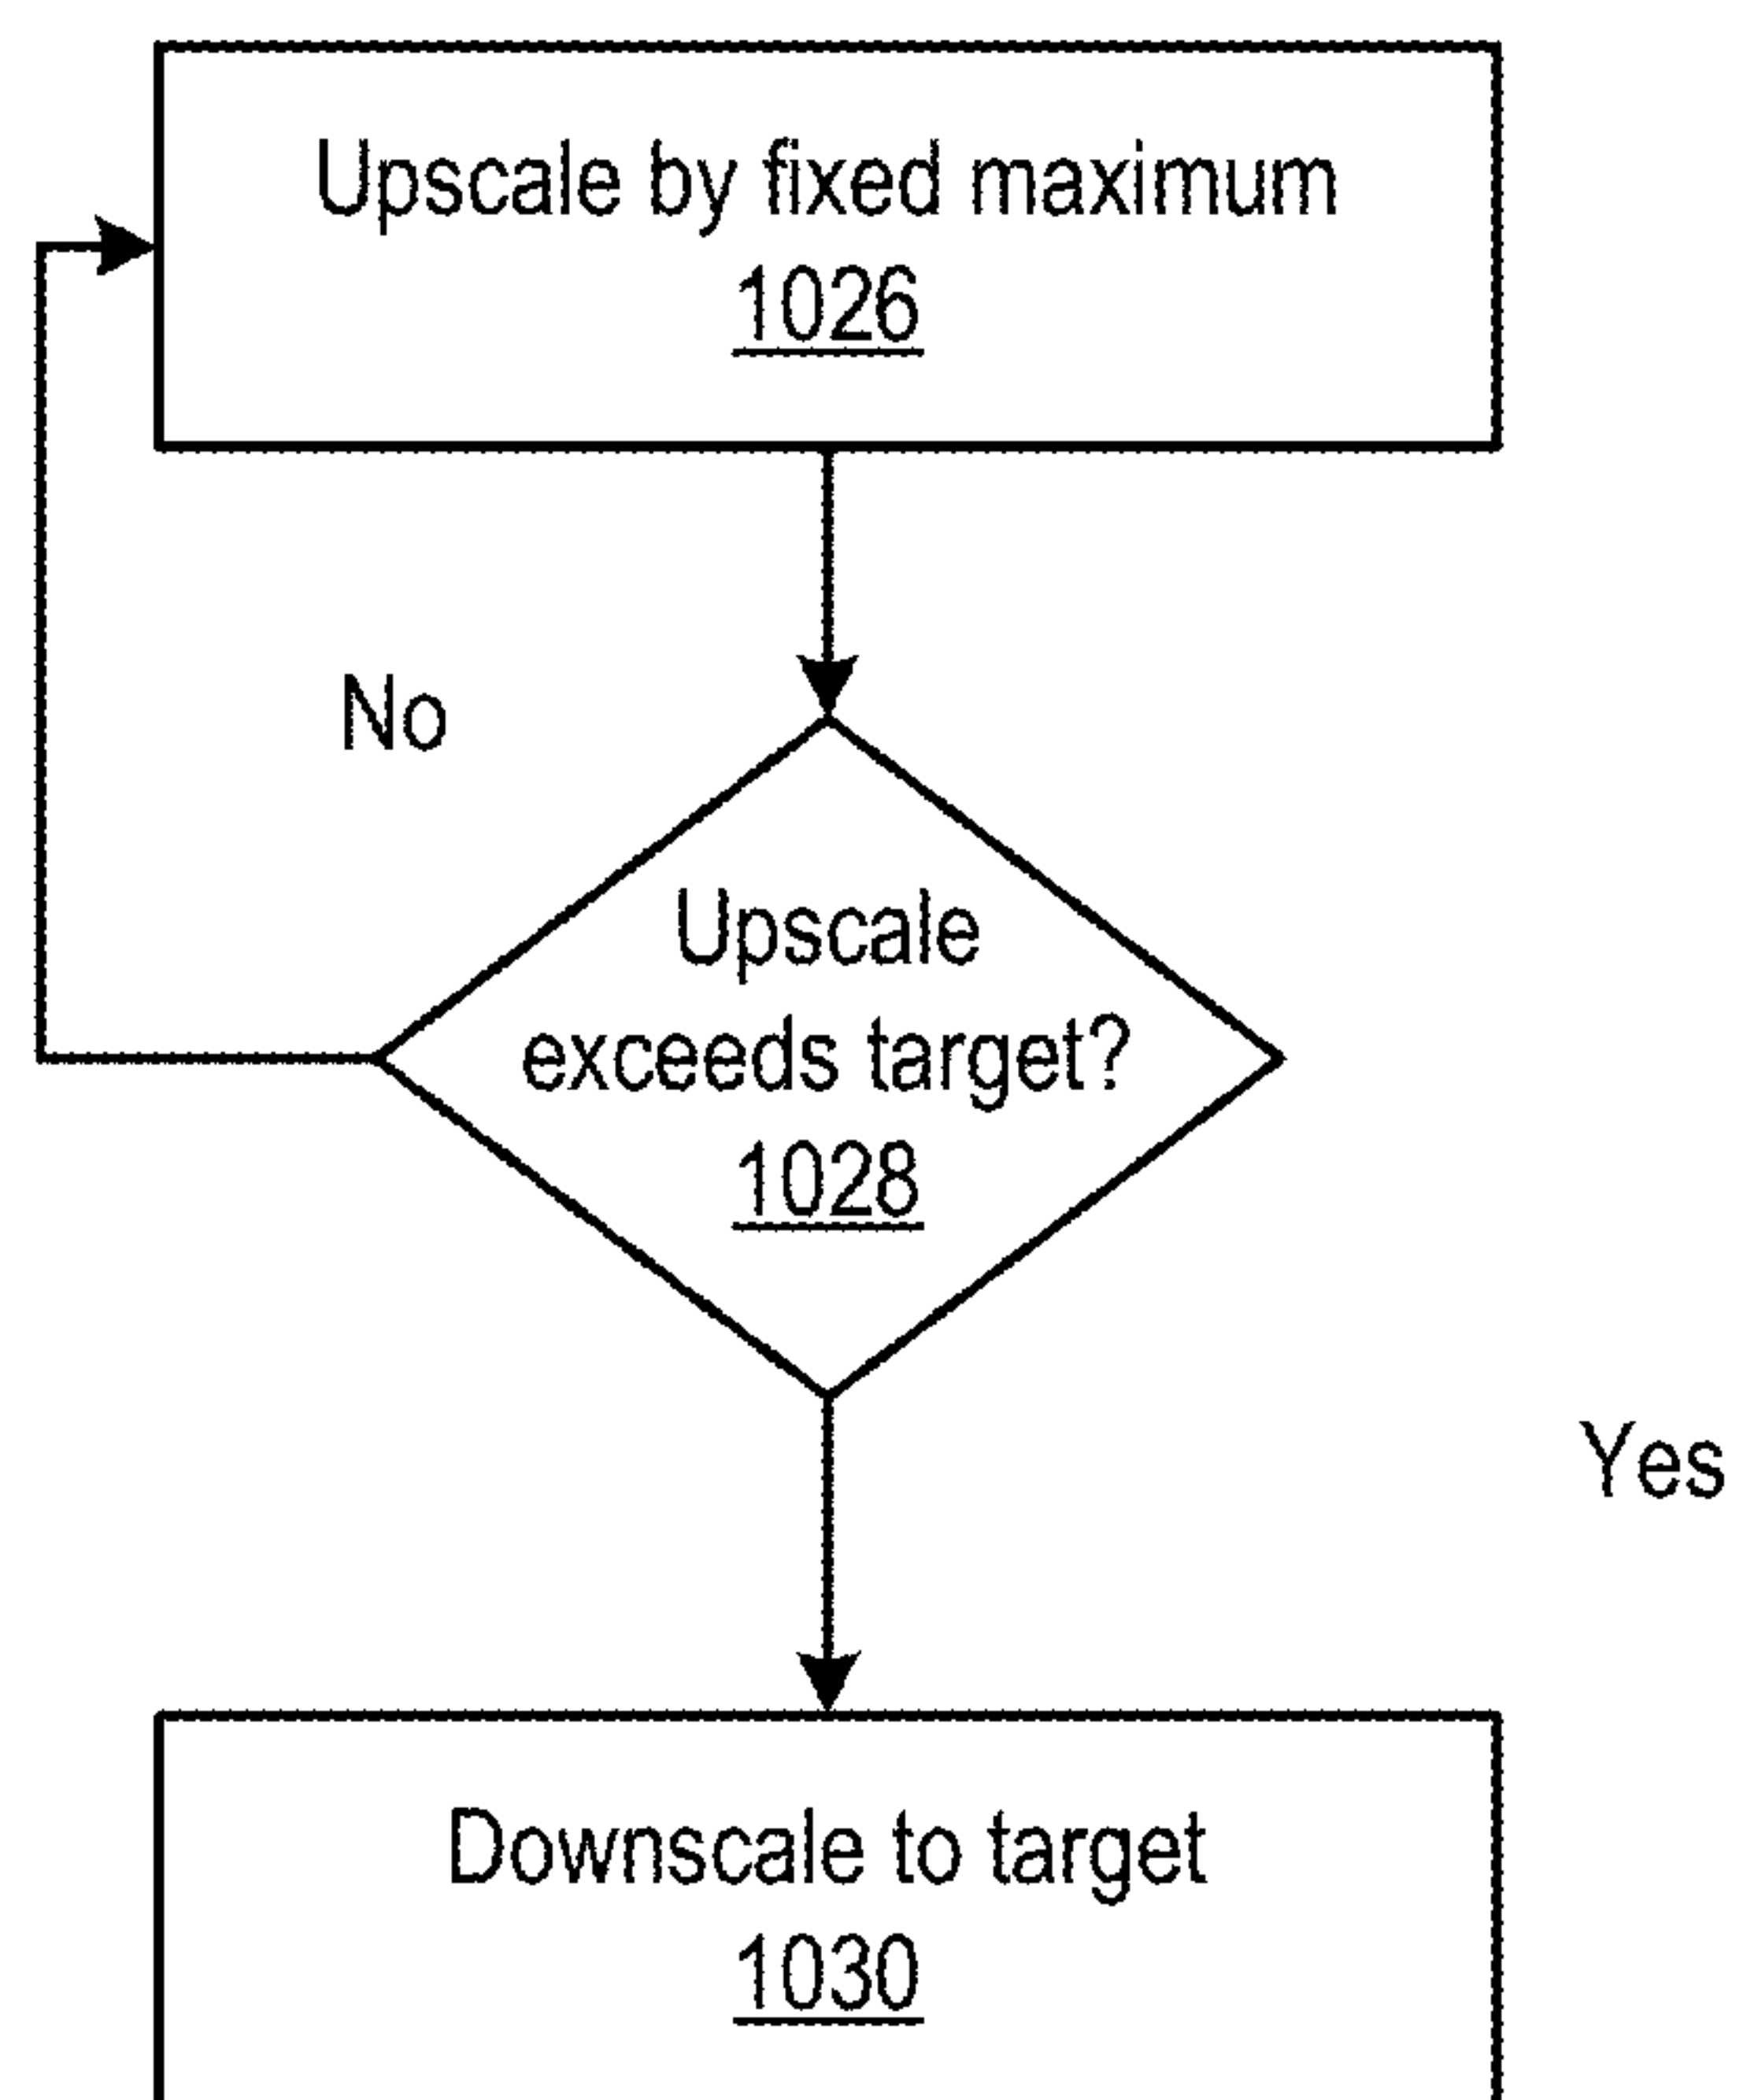 Upscale by fixed maximum
1026
No
Upscale
exceeds target?
1028
Yes
Downscale to target
1030